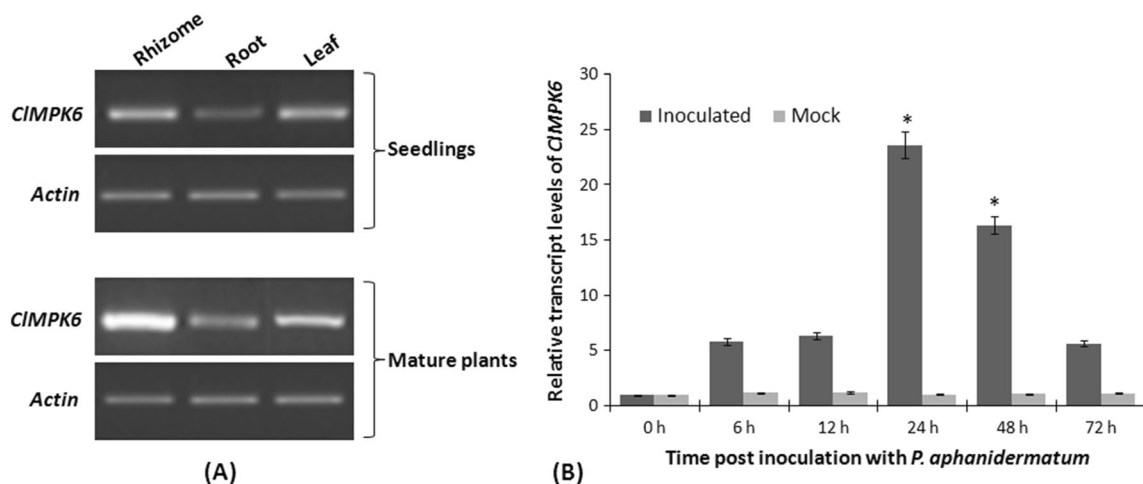 Rhizome
Root
Leaf
ClMPK6
Actin
Seedlings
ClMPK6
Actin
Mature plants
(A)
Relative transcript levels of ClMPK6
30
25
20
15
10
5
0
Inoculated
Mock
*
*
0 h
6 h
12 h
24 h
48 h
72 h
Time post inoculation with P. aphanidermatum
(B)